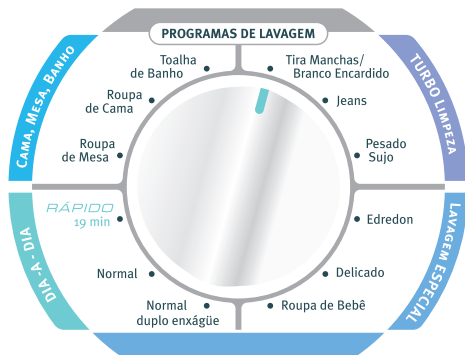 PROGRAMAS DE LAVAGEM
CAMA, MESA, BANHO
Toalha
de Banho
Roupa
de Cama
Roupa
de Mesa
TURBO LIMPEZA
Tira Manchas/
Branco Encardido
Jeans
Pesado
Sujo
DIA-A-DIA
RÁPIDO
19 min
Normal
Normal
duplo enxágüe
LAVAGEM ESPECIAL
Edredon
Delicado
Roupa de Bebê